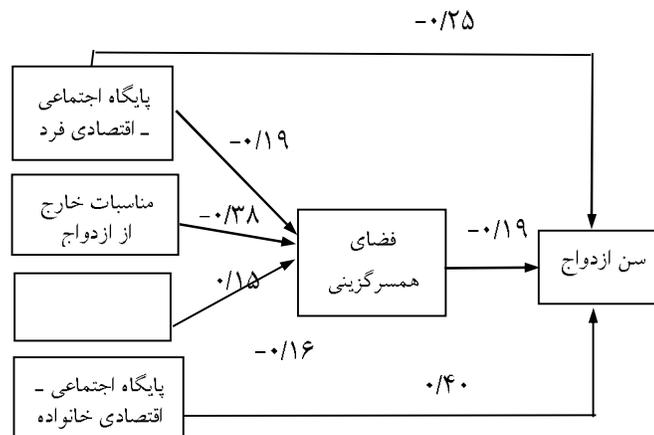 -۰/۲۵
پایگاه اجتماعی
ـ اقتصادی فرد
-۰/۱۹
مناسبات خارج
از ازدواج
-۰/۳۸
فضای
همسرگزینی
-۰/۱۹
سن ازدواج
۰/۱۵
-۰/۱۶
پایگاه اجتماعی ـ
اقتصادی خانواده
۰/۴۰